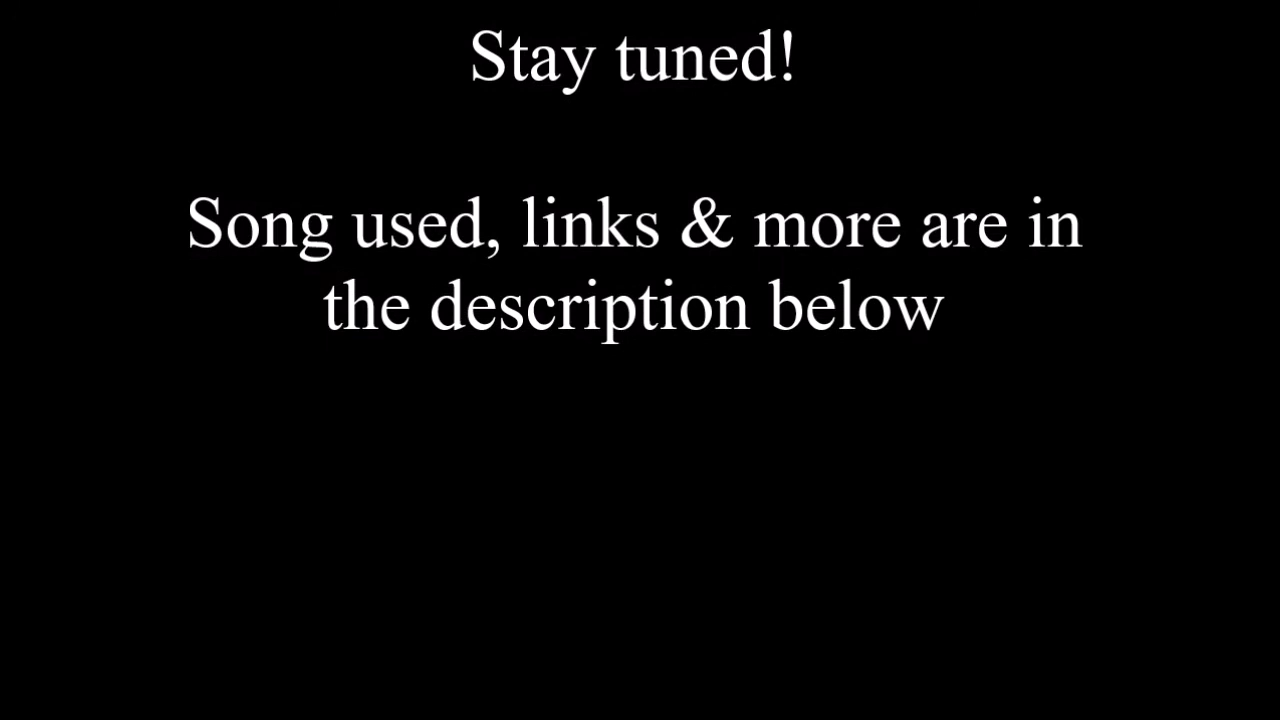 Stay tuned!
Song used, links & more are in
the description below